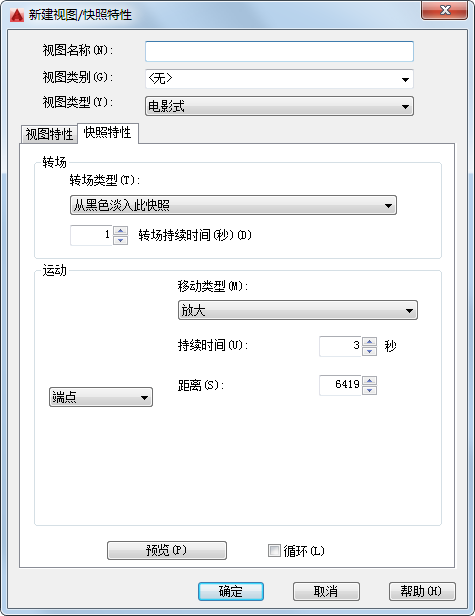 新建视图/快照特性
视图名称(N):
视图类别(G): <无>
视图类型(Y): 电影式
视图特性 快照特性
转场
转场类型(T):
从黑色淡入此快照
1 转场持续时间(秒)(D)
运动
移动类型(M):
放大
持续时间(U): 3 秒
距离(S): 6419
端点
预览(P) 循环(L)
确定 取消 帮助(H)